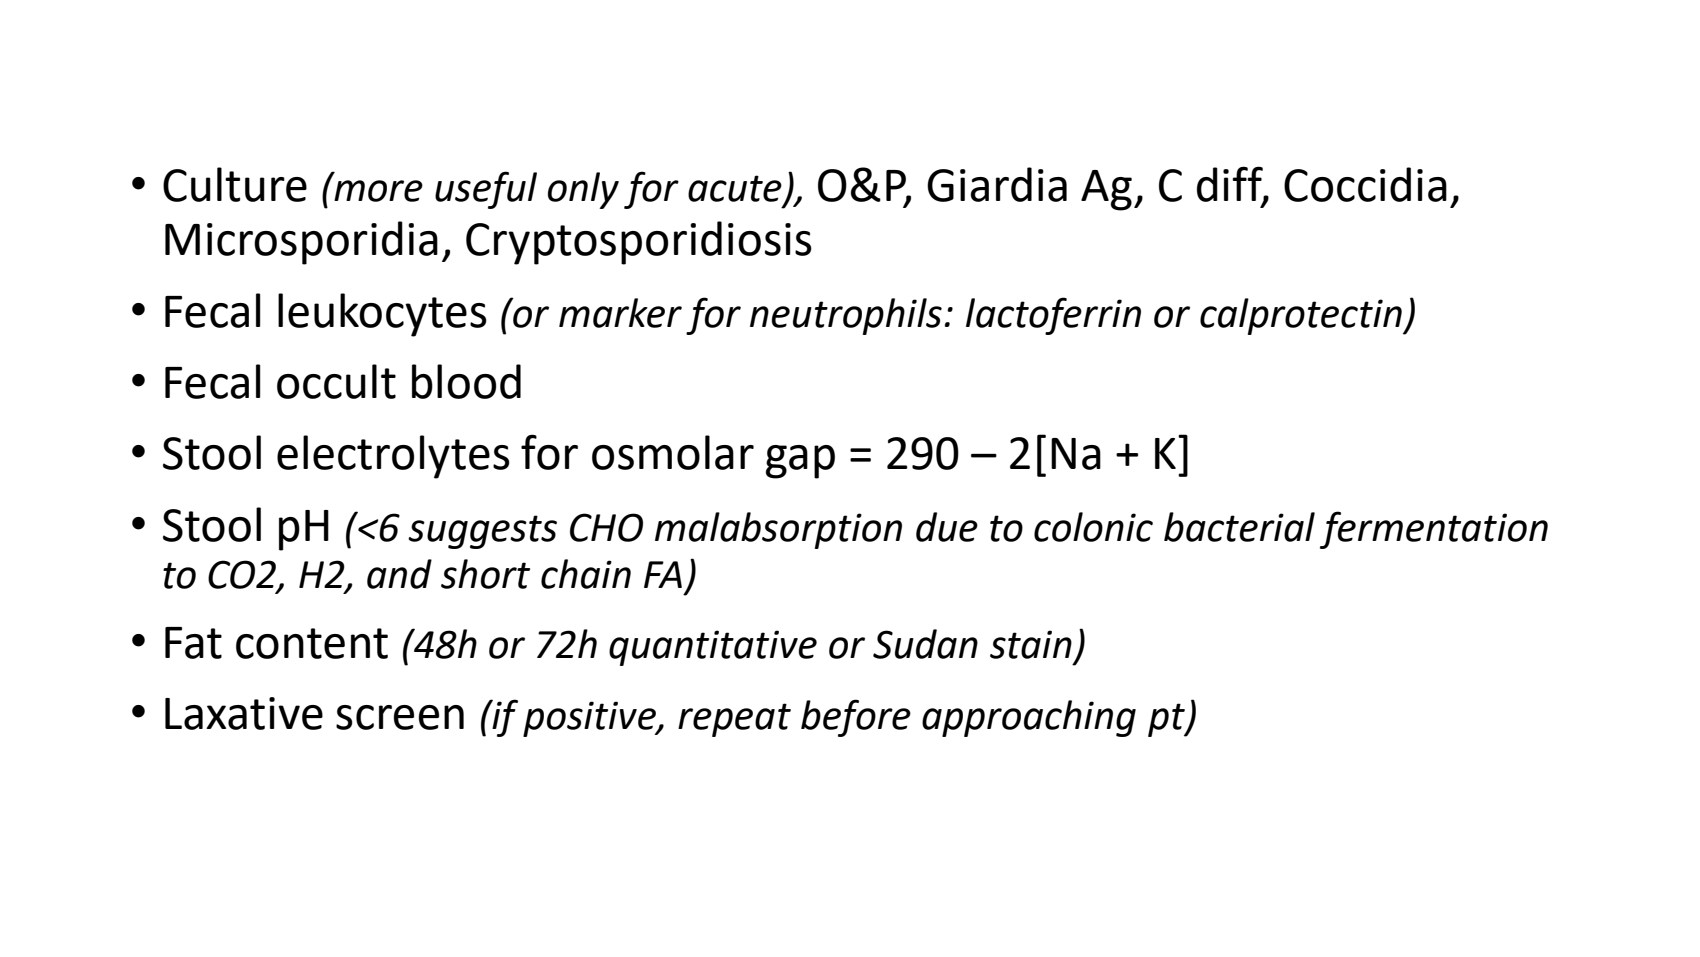 • Culture (more useful only for acute), O&P, Giardia Ag, C diff, Coccidia,
Microsporidia, Cryptosporidiosis
• Fecal leukocytes (or marker for neutrophils: lactoferrin or calprotectin)
• Fecal occult blood
• Stool electrolytes for osmolar gap = 290 – 2[Na + K]
• Stool pH (<6 suggests CHO malabsorption due to colonic bacterial fermentation
to CO2, H2, and short chain FA)
• Fat content (48h or 72h quantitative or Sudan stain)
• Laxative screen (if positive, repeat before approaching pt)